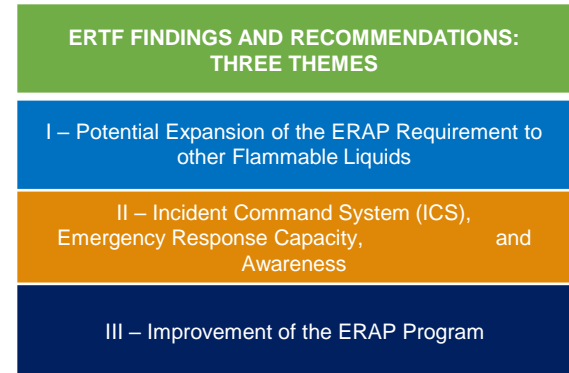 ERTF FINDINGS AND RECOMMENDATIONS:
THREE THEMES
I – Potential Expansion of the ERAP Requirement to
other Flammable Liquids
II – Incident Command System (ICS),
Emergency Response Capacity, and
Awareness
III – Improvement of the ERAP Program